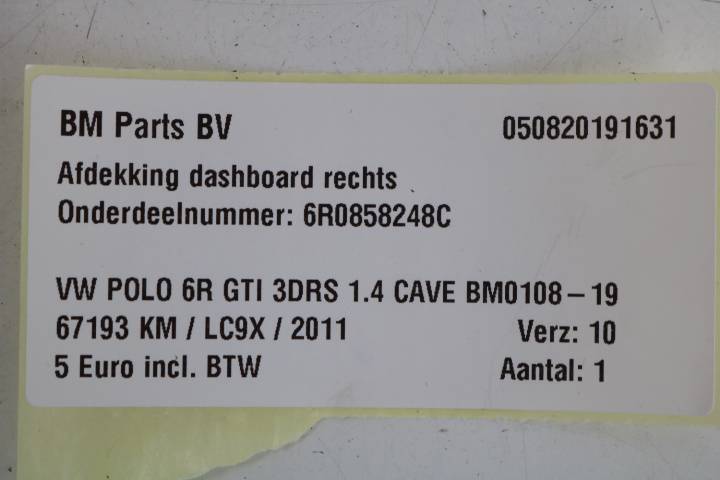 BM Parts BV 050820191631
Afdekking dashboard rechts
Onderdeelnummer: 6R0858248C
VW POLO 6R GTI 3DRS 1.4 CAVE BM0108-19
67193 KM / LC9X / 2011 Verz: 10
5 Euro incl. BTW Aantal: 1